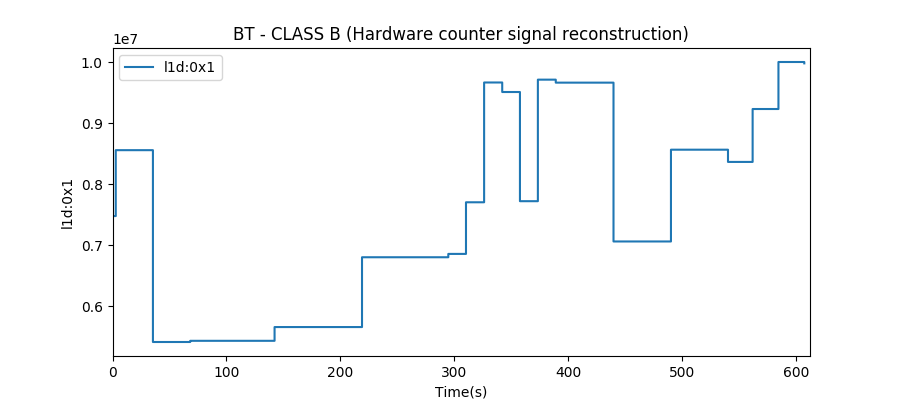 BT - CLASS B (Hardware counter signal reconstruction)
1e7
l1d:0x1
1.0
0.9
0.8
0.7
0.6
l1d:0x1
0
100
200
300
400
500
600
Time(s)